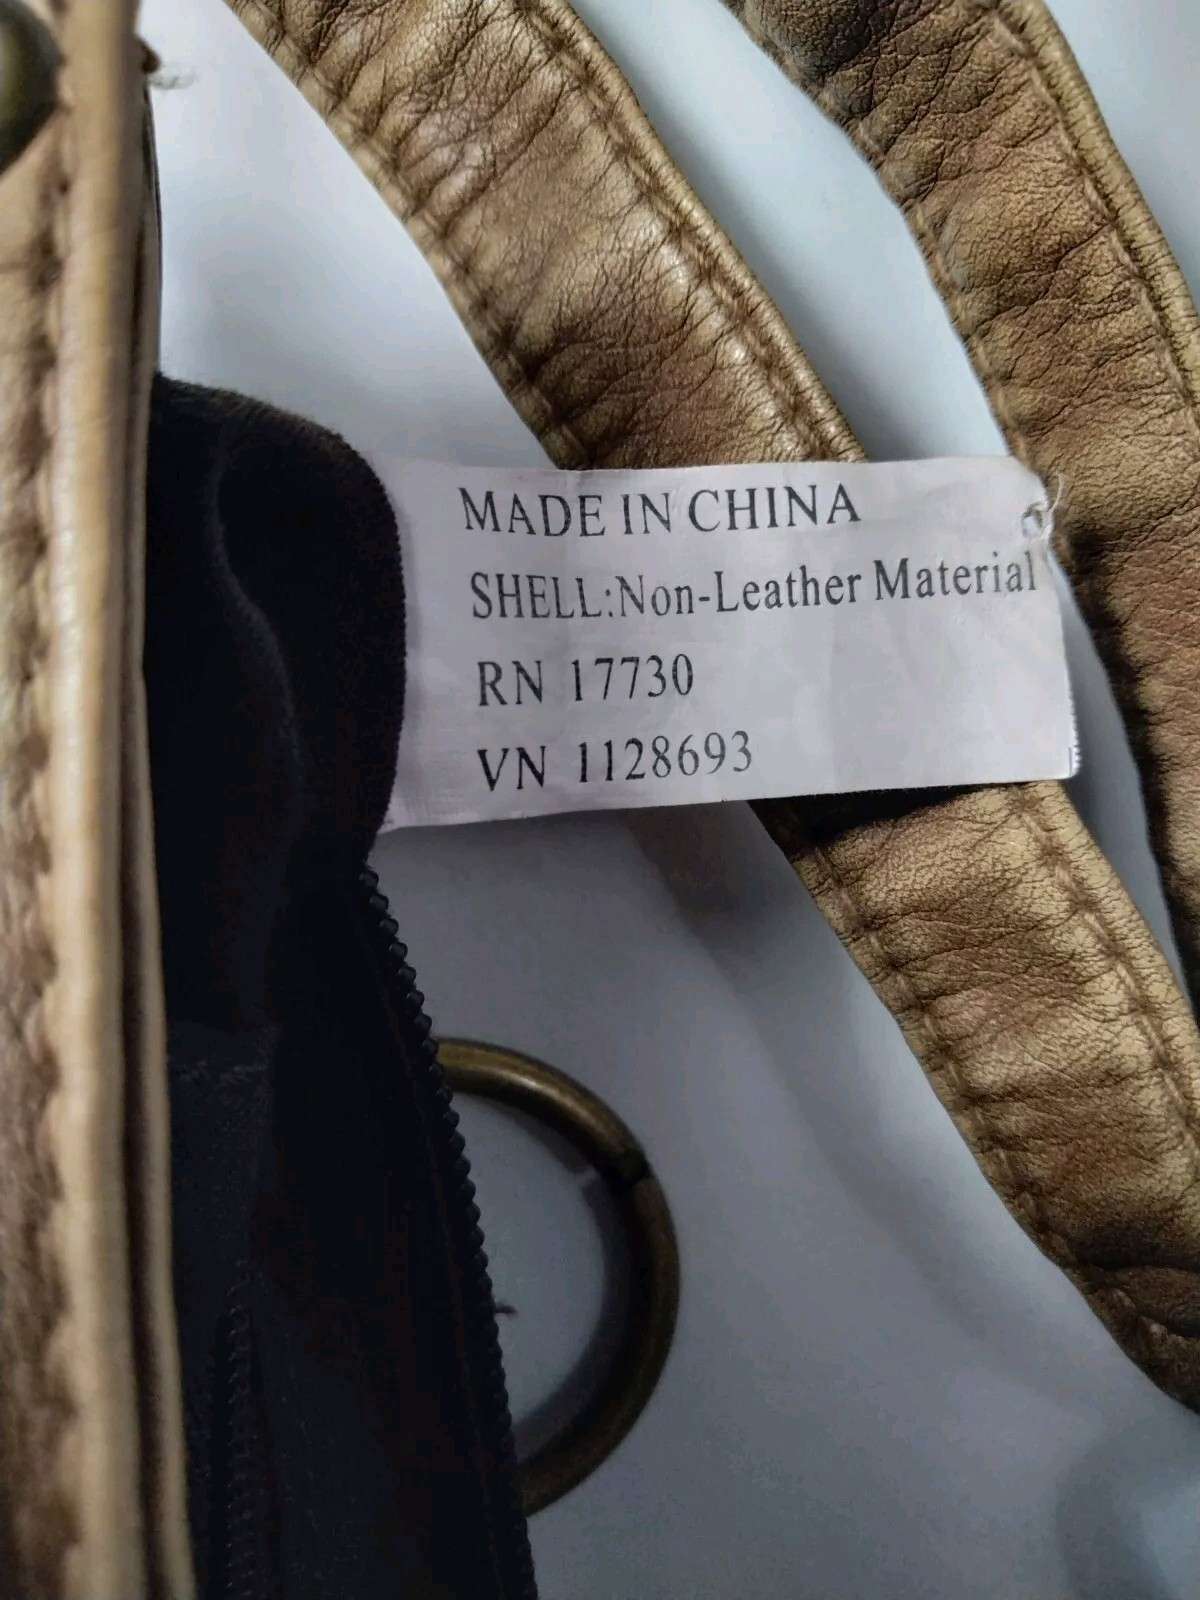 MADE IN CHINA
SHELL:Non-Leather Material
RN 17730
VN 1128693